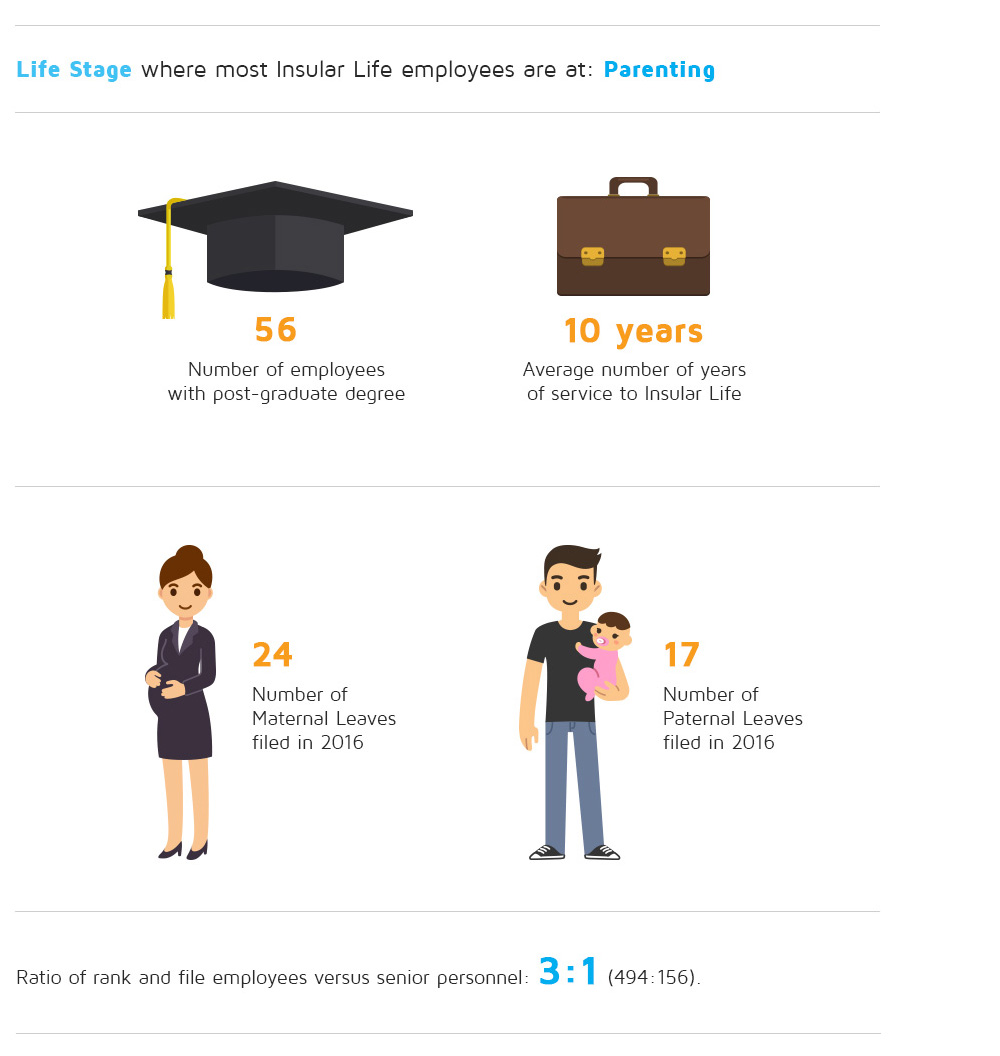 Life Stage where most Insular Life employees are at: Parenting
56
Number of employees
with post-graduate degree
10 years
Average number of years
of service to Insular Life
24
Number of
Maternal Leaves
filed in 2016
17
Number of
Paternal Leaves
filed in 2016
Ratio of rank and file employees versus senior personnel: 3:1 (494:156).